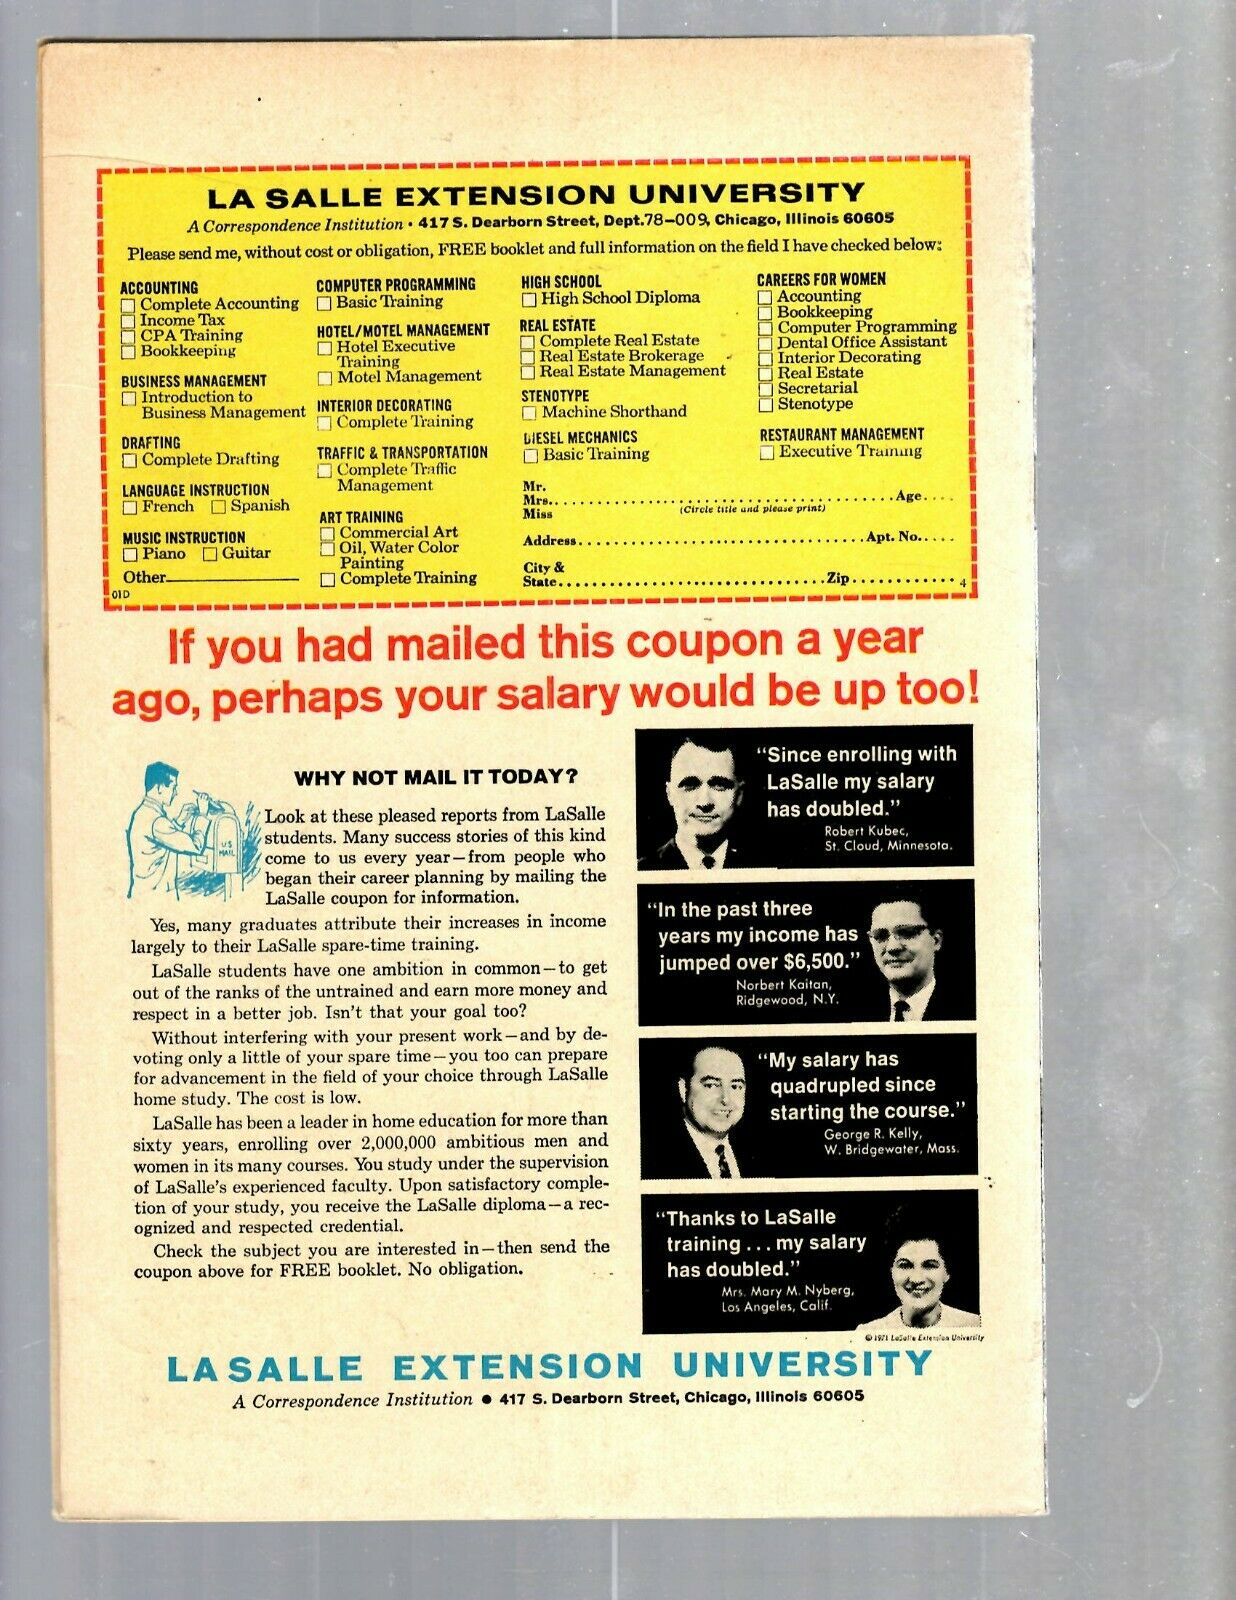 LA SALLE EXTENSION UNIVERSITY
A Correspondence Institution • 417 S. Dearborn Street, Dept.78-009, Chicago, Illinois 60605
Please send me, without cost or obligation, FREE booklet and full information on the field I have checked below:
ACCOUNTING
Complete Accounting
Income Tax
CPA Training
Bookkeeping
BUSINESS MANAGEMENT
Introduction to
Business Management
DRAFTING
Complete Drafting
LANGUAGE INSTRUCTION
French Spanish
MUSIC INSTRUCTION
Piano Guitar
Other
01D
COMPUTER PROGRAMMING
Basic Training
HOTEL/MOTEL MANAGEMENT
Hotel Executive
Training
Motel Management
INTERIOR DECORATING
Complete Training
TRAFFIC & TRANSPORTATION
Complete Traffic
Management
ART TRAINING
Commercial Art
Oil, Water Color
Painting
Complete Training
HIGH SCHOOL
High School Diploma
REAL ESTATE
Complete Real Estate
Real Estate Brokerage
Real Estate Management
STENOTYPE
Machine Shorthand
DIESEL MECHANICS
Basic Training
CAREERS FOR WOMEN
Accounting
Bookkeeping
Computer Programming
Dental Office Assistant
Interior Decorating
Real Estate
Secretarial
Stenotype
RESTAURANT MANAGEMENT
Executive Training
Mr.
Mrs. Age
Miss (Circle title and please print)
Address Apt. No.
City &
State Zip
4
If you had mailed this coupon a year
ago, perhaps your salary would be up too!
WHY NOT MAIL IT TODAY?
U S
MAIL
Look at these pleased reports from LaSalle
students. Many success stories of this kind
come to us every year—from people who
began their career planning by mailing the
LaSalle coupon for information.
Yes, many graduates attribute their increases in income
largely to their LaSalle spare-time training.
LaSalle students have one ambition in common—to get
out of the ranks of the untrained and earn more money and
respect in a better job. Isn't that your goal too?
Without interfering with your present work—and by de-
voting only a little of your spare time—you too can prepare
for advancement in the field of your choice through LaSalle
home study. The cost is low.
LaSalle has been a leader in home education for more than
sixty years, enrolling over 2,000,000 ambitious men and
women in its many courses. You study under the supervision
of LaSalle's experienced faculty. Upon satisfactory comple-
tion of your study, you receive the LaSalle diploma—a rec-
ognized and respected credential.
Check the subject you are interested in—then send the
coupon above for FREE booklet. No obligation.
"Since enrolling with
LaSalle my salary
has doubled."
Robert Kubec,
St. Cloud, Minnesota.
"In the past three
years my income has
jumped over $6,500."
Norbert Kaitan,
Ridgewood, N.Y.
"My salary has
quadrupled since
starting the course."
George R. Kelly,
W. Bridgewater, Mass.
"Thanks to LaSalle
training...my salary
has doubled."
Mrs. Mary M. Nyberg,
Los Angeles, Calif.
© 1971 LaSalle Extension University
LA SALLE EXTENSION UNIVERSITY
A Correspondence Institution • 417 S. Dearborn Street, Chicago, Illinois 60605